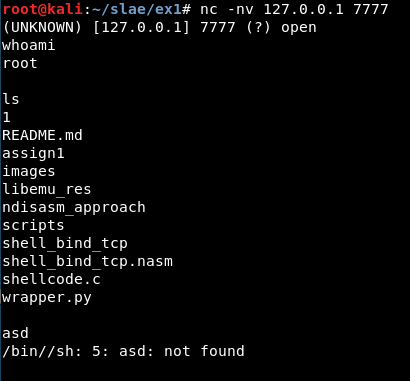 root@kali:~/slae/ex1# nc -nv 127.0.0.1 7777
(UNKNOWN) [127.0.0.1] 7777 (?) open
whoami
root
ls
1
README.md
assign1
images
libemu_res
ndisasm_approach
scripts
shell_bind_tcp
shell_bind_tcp.nasm
shellcode.c
wrapper.py
asd
/bin//sh: 5: asd: not found